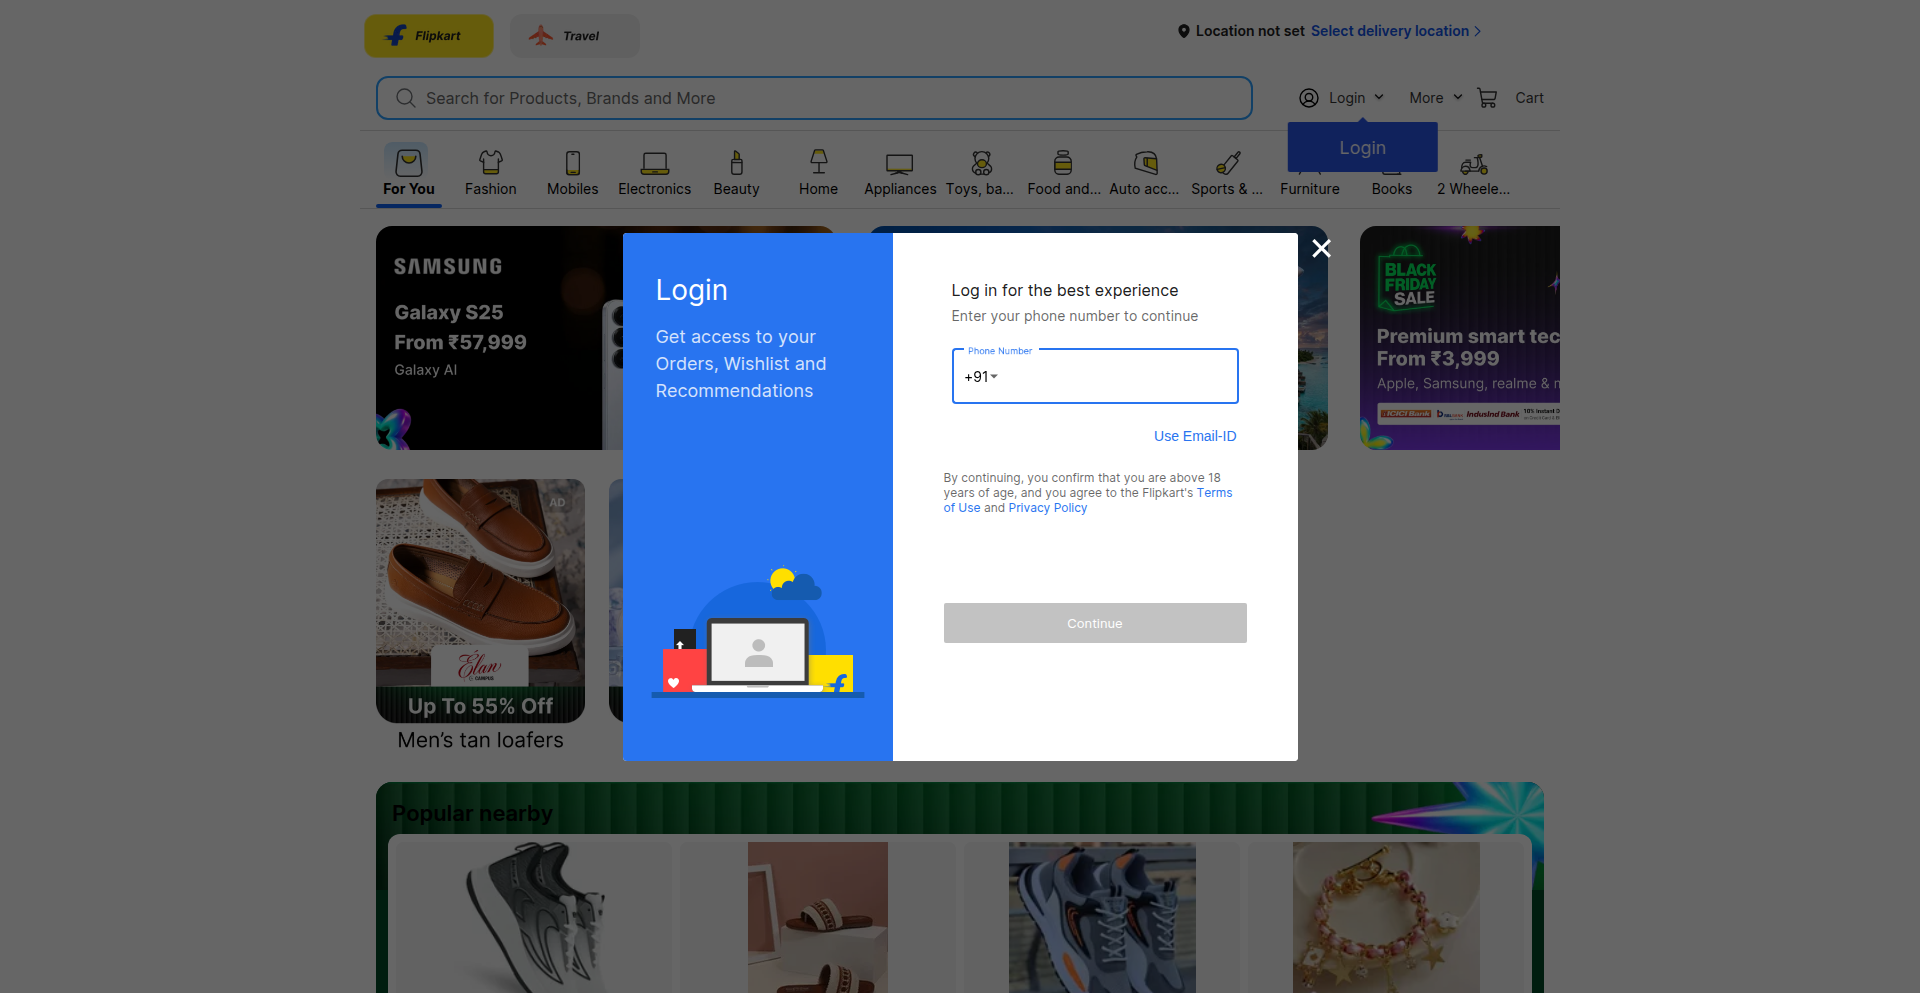 Flipkart
Travel
Location not set Select delivery location
Search for Products, Brands and More
Login
More
Cart
Login
For You
Fashion
Mobiles
Electronics
Beauty
Home
Appliances
Toys, ba...
Food and...
Auto acc...
Sports & ...
Furniture
Books
2 Wheele...
SAMSUNG
Galaxy S25
From ₹57,999
Galaxy AI
Login
Get access to your
Orders, Wishlist and
Recommendations
Log in for the best experience
Enter your phone number to continue
Phone Number
+91
Use Email-ID
By continuing, you confirm that you are above 18
years of age, and you agree to the Flipkart's Terms
of Use and Privacy Policy
Continue
BLACK
FRIDAY
SALE
Premium smart tec
From ₹3,999
Apple, Samsung, realme & m
ICICI Bank
IndusInd Bank
AD
Élan
CAMPUS
Up To 55% Off
Men's tan loafers
Popular nearby